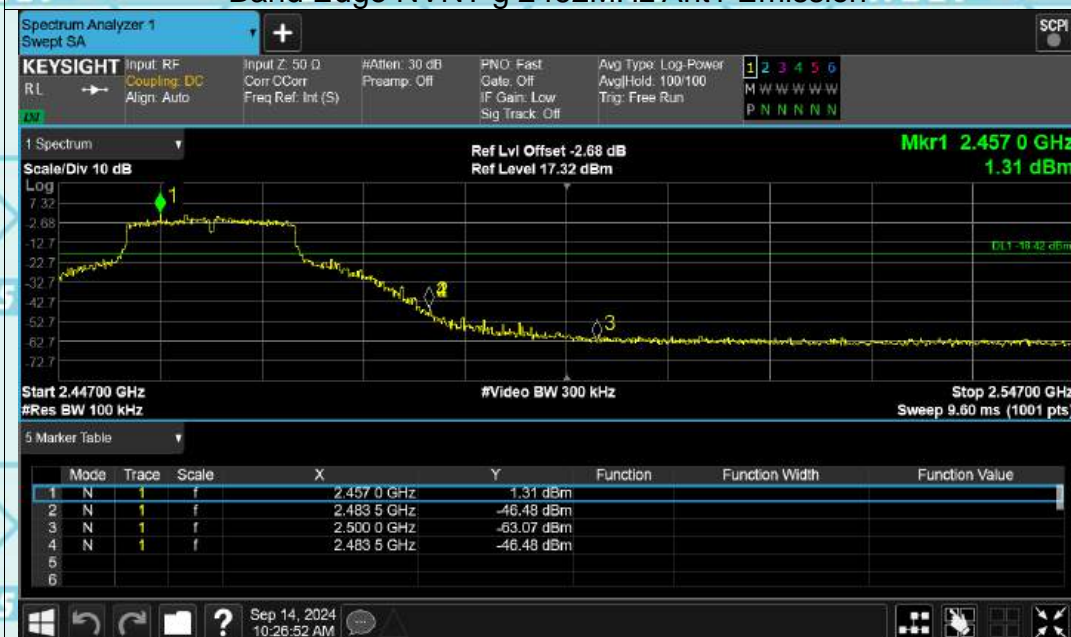 Band Edge NVNT g 2462MHz Ant1 Emission
Spectrum Analyzer 1
Swept SA
+
SCPI
KEYSIGHT Input: RF Input Z: 50 Ω #Atten: 30 dB PNO: Fast Avg Type: Log-Power 1 2 3 4 5 6
RL Coupling: DC Corr CCorr Preamp: Off Gate: Off Avg|Hold: 100/100 M W W W W W
Align: Auto Freq Ref: Int (S) IF Gain: Low Trig: Free Run
Sig Track: Off P N N N N N
1 Spectrum
Ref Lvl Offset -2.68 dB Mkr1 2.457 0 GHz
Scale/Div 10 dB Ref Level 17.32 dBm 1.31 dBm
Log
1
7.32
-2.68
-12.7
DL1 -18.42 dBm
-22.7
-32.7
-42.7
-52.7
3
-62.7
-72.7
Start 2.44700 GHz #Video BW 300 kHz Stop 2.54700 GHz
#Res BW 100 kHz Sweep 9.60 ms (1001 pts)
5 Marker Table
Mode Trace Scale X Y Function Function Width Function Value
1 N 1 f 2.457 0 GHz 1.31 dBm
2 N 1 f 2.483 5 GHz -46.48 dBm
3 N 1 f 2.500 0 GHz -63.07 dBm
4 N 1 f 2.483 5 GHz -46.48 dBm
5
6
?
Sep 14, 2024
10:26:52 AM